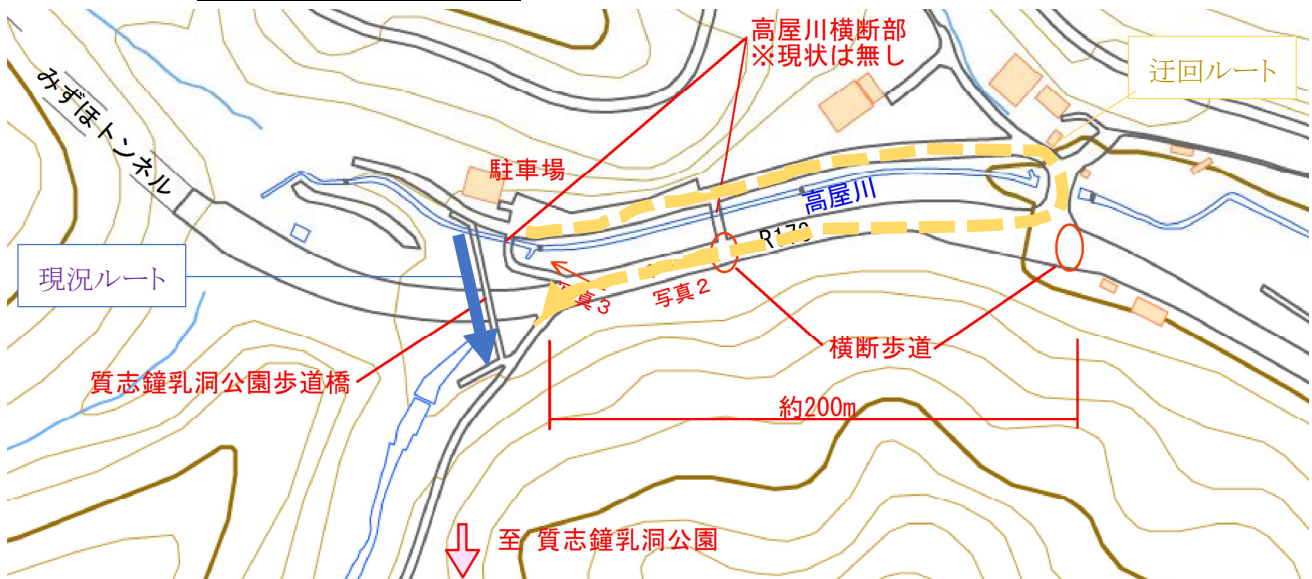 高屋川横断部
※現状は無し
迂回ルート
みずほトンネル
駐車場
高屋川
R173
現況ルート
写真3
写真2
横断歩道
質志鐘乳洞公園歩道橋
約200m
至 質志鐘乳洞公園